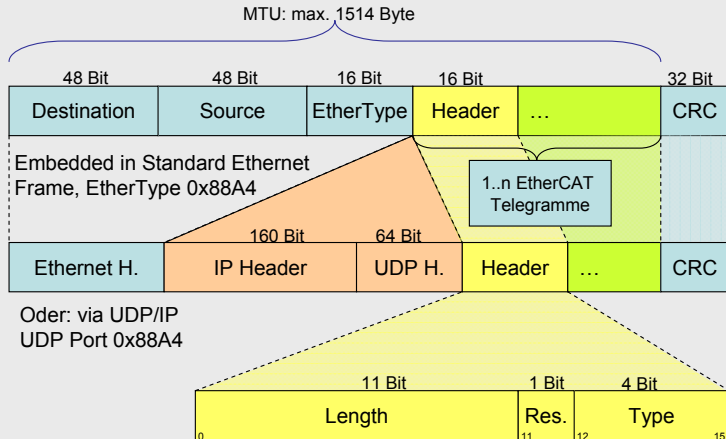 MTU: max. 1514 Byte
48 Bit 48 Bit 16 Bit 16 Bit 32 Bit
Destination Source EtherType Header ... CRC
Embedded in Standard Ethernet
Frame, EtherType 0x88A4
1..n EtherCAT
Telegramme
160 Bit 64 Bit
Ethernet H. IP Header UDP H. Header ... CRC
Oder: via UDP/IP
UDP Port 0x88A4
11 Bit 1 Bit 4 Bit
Length Res. Type
0 11 12 15